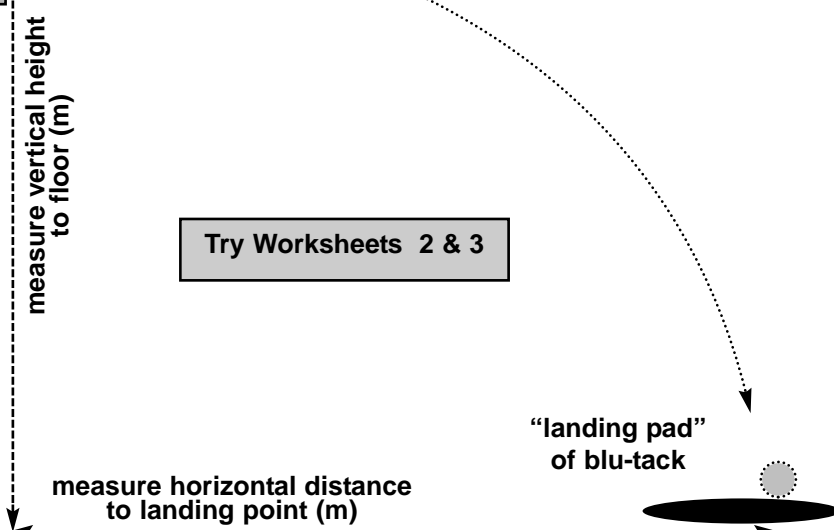 measure vertical height
to floor (m)
Try Worksheets 2 & 3
“landing pad”
of blu-tack
measure horizontal distance
to landing point (m)